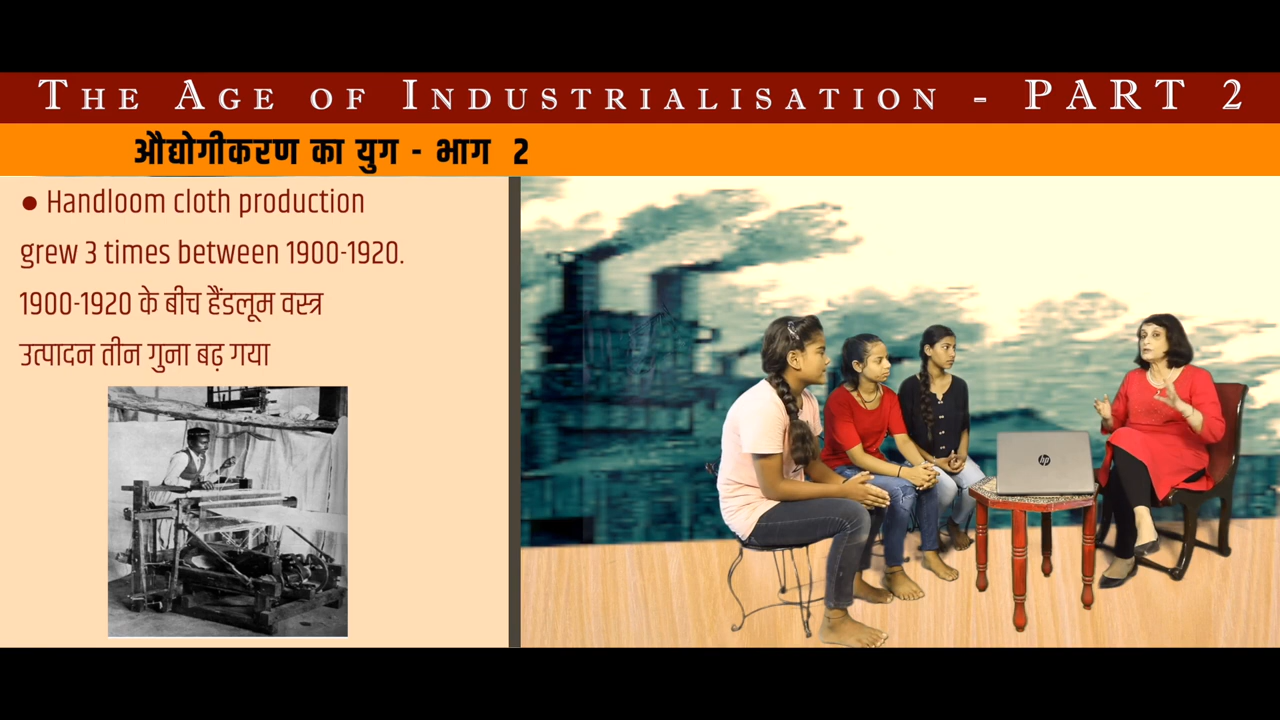 THE AGE OF INDUSTRIALISATION - PART 2
औद्योगीकरण का युग - भाग 2
● Handloom cloth production
grew 3 times between 1900-1920.
1900-1920 के बीच हैंडलूम वस्त्र
उत्पादन तीन गुना बढ़ गया
hp